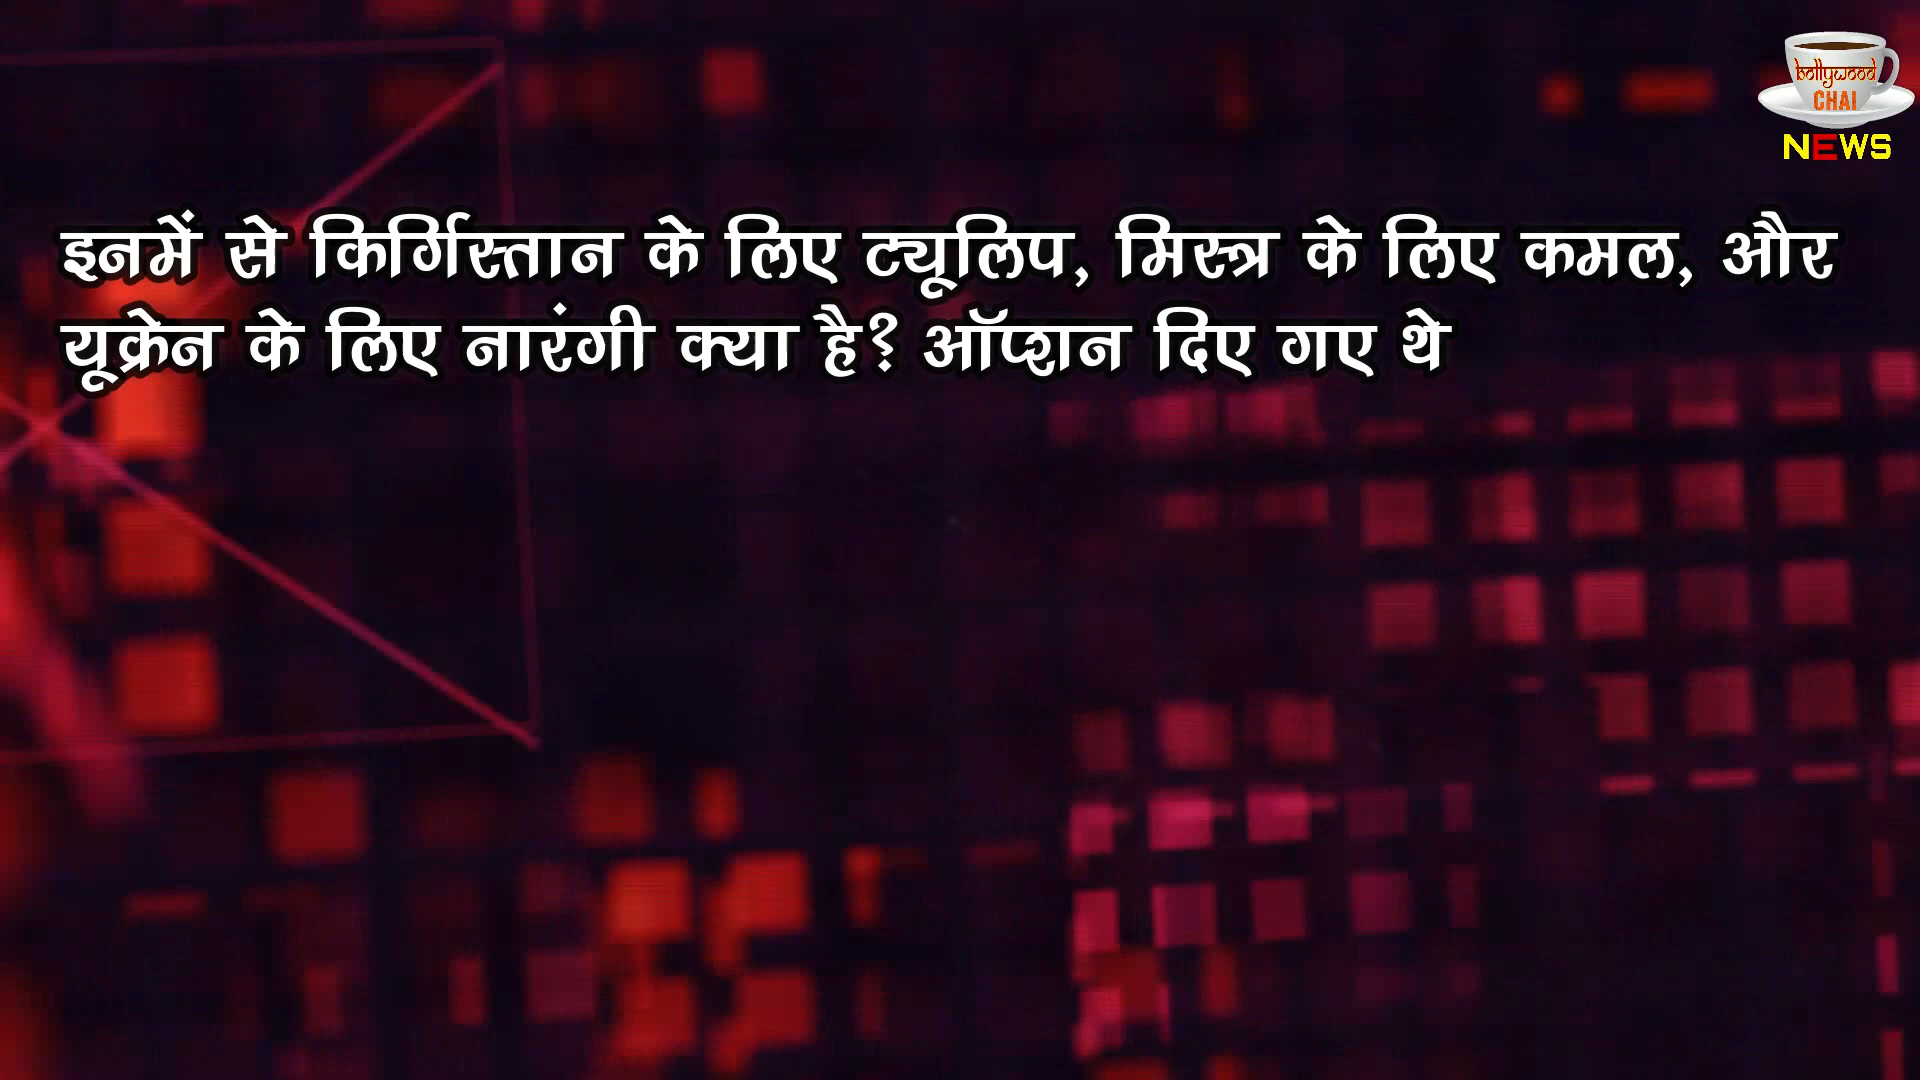 bollywood
CHAI
NEWS
इनमें से किर्गिस्तान के लिए ट्यूलिप, मिस्त्र के लिए कमल, और
यूक्रेन के लिए नारंगी क्या है? ऑप्शन दिए गए थे